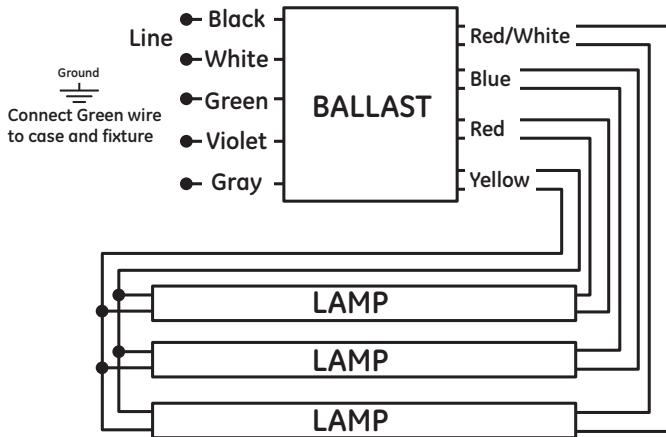 Line
Black
White
Green
Violet
Gray
Ground
Connect Green wire
to case and fixture
BALLAST
Red/White
Blue
Red
Yellow
LAMP
LAMP
LAMP